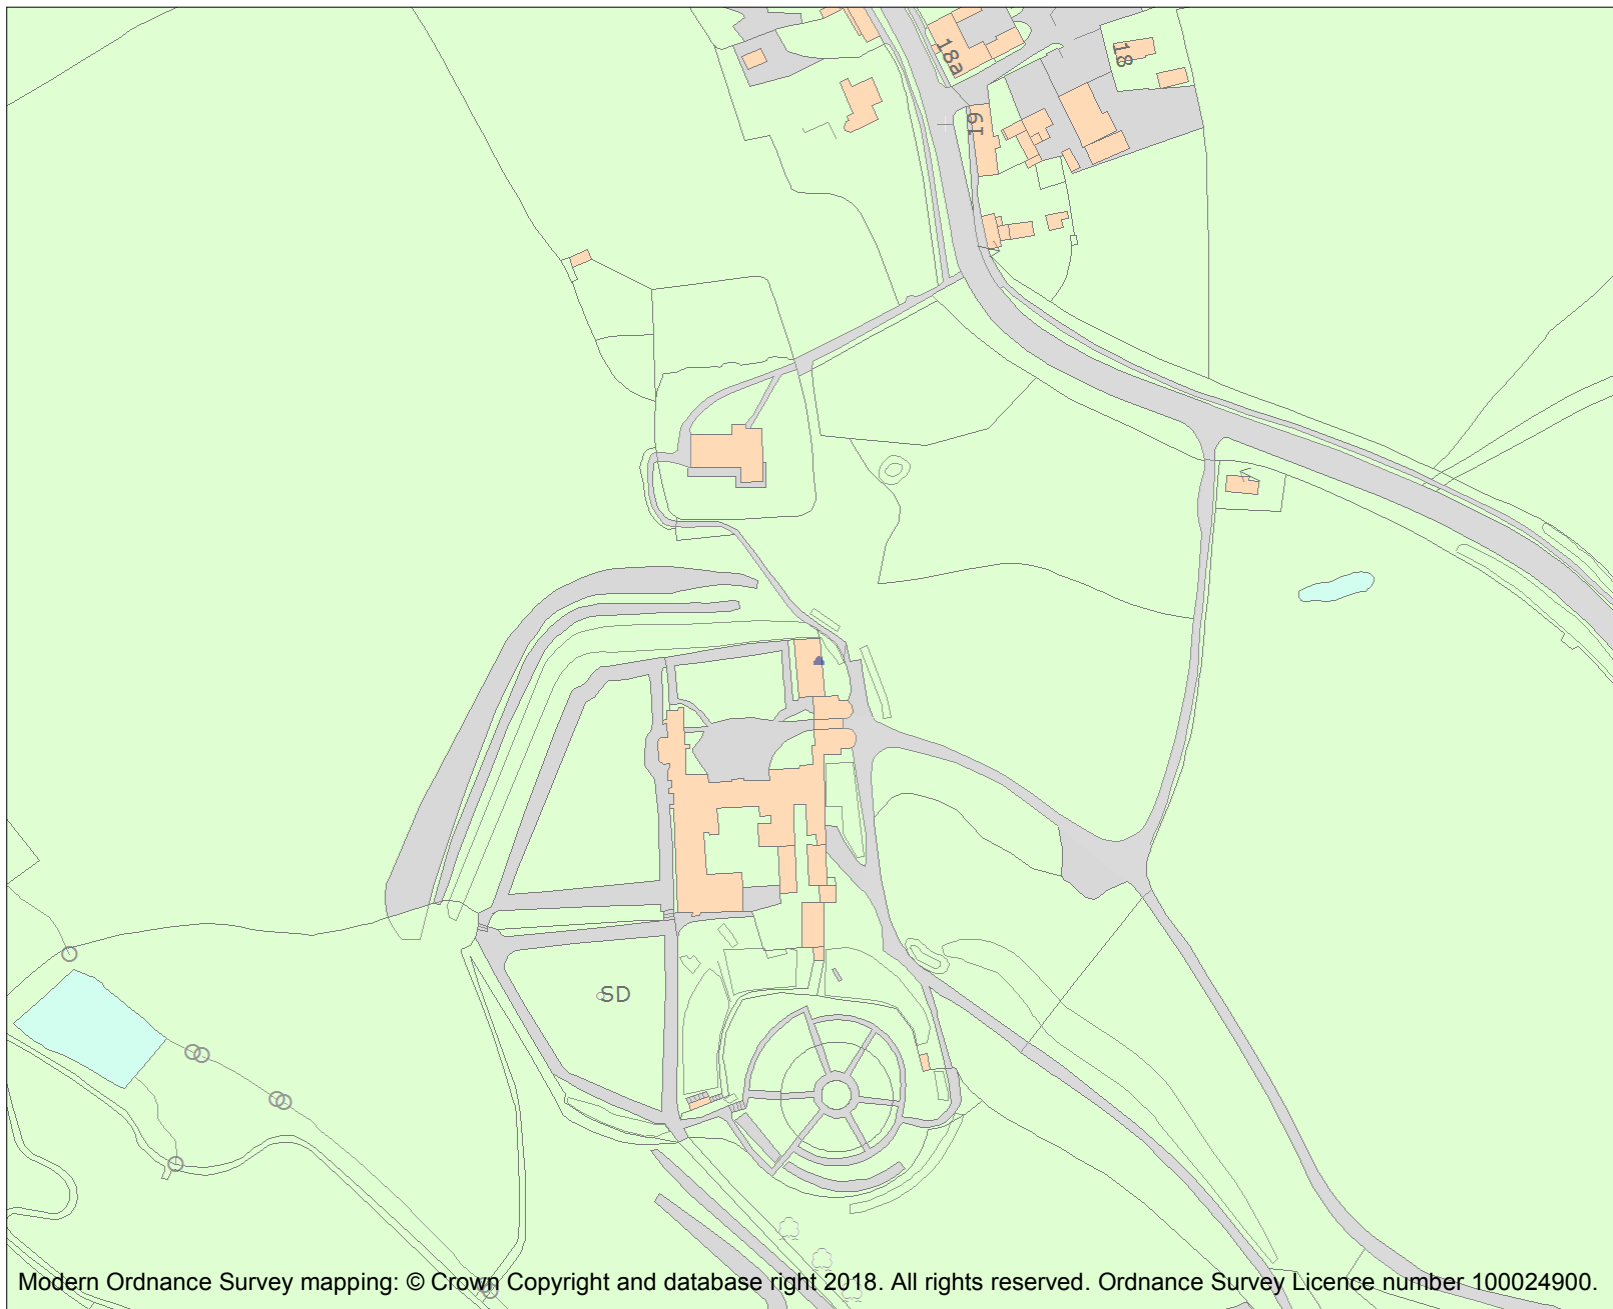 18a
18
19
SD
Modern Ordnance Survey mapping: © Crown Copyright and database right 2018. All rights reserved. Ordnance Survey Licence number 100024900.